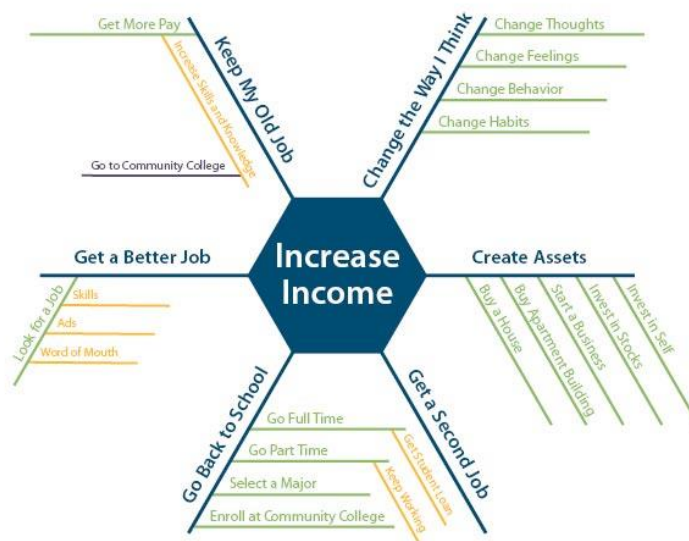 Get More Pay
Increase Skills and Knowledge
Go to Community College
Keep My Old Job
Change the Way I Think
Change Thoughts
Change Feelings
Change Behavior
Change Habits
Get a Better Job
Look for a Job
Skills
Ads
Word of Mouth
Increase
Income
Create Assets
Buy a House
Buy Apartment Building
Start a Business
Invest in Stocks
Invest in Self
Go Back to School
Go Full Time
Go Part Time
Select a Major
Enroll at Community College
Get Student Loan
Keep Working
Get a Second Job